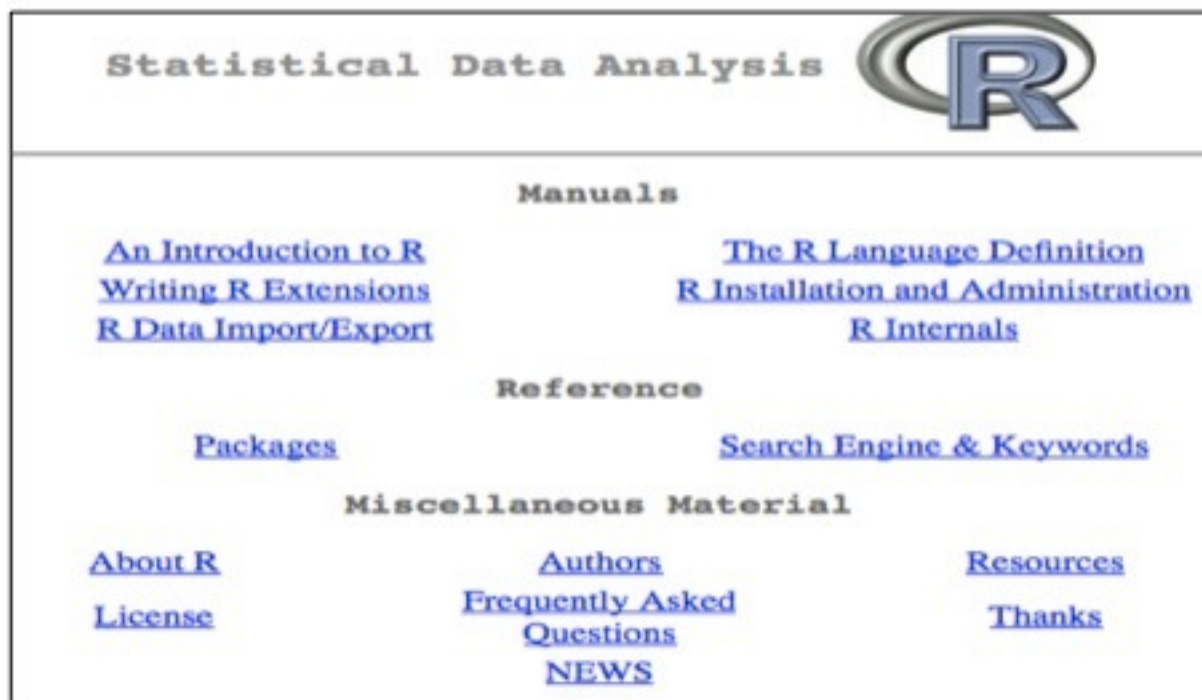 Statistical Data Analysis R
Manuals
An Introduction to R The R Language Definition
Writing R Extensions R Installation and Administration
R Data Import/Export R Internals
Reference
Packages Search Engine & Keywords
Miscellaneous Material
About R Authors Resources
License Frequently Asked Questions Thanks
NEWS